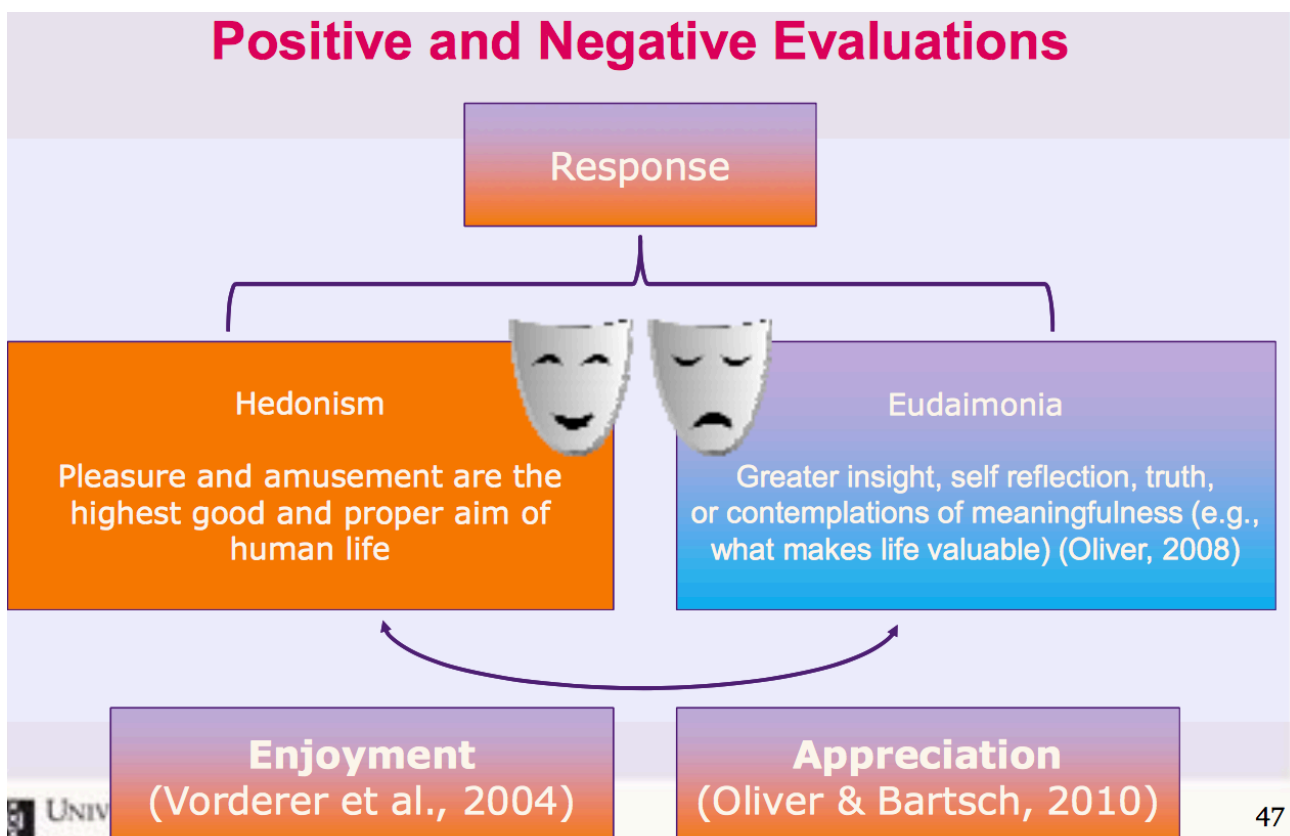 Positive and Negative Evaluations
Response
Hedonism
Pleasure and amusement are the
highest good and proper aim of
human life
Eudaimonia
Greater insight, self reflection, truth,
or contemplations of meaningfulness (e.g.,
what makes life valuable) (Oliver, 2008)
Enjoyment
(Vorderer et al., 2004)
Appreciation
(Oliver & Bartsch, 2010)
47